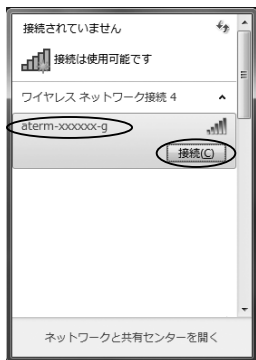 接続されていません
接続は使用可能です
ワイヤレス ネットワーク接続 4
aterm-xxxxxx-g
接続(C)
ネットワークと共有センターを開く